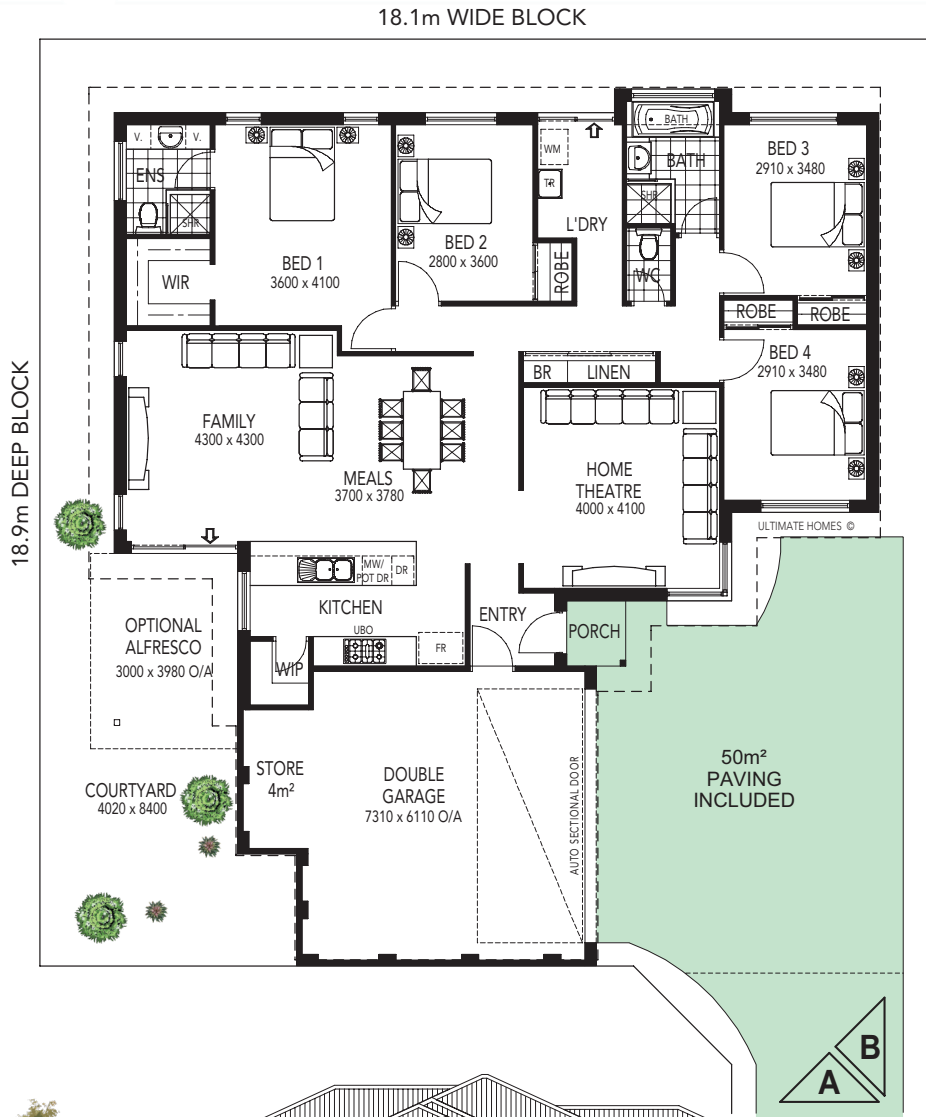 18.1m WIDE BLOCK
18.9m DEEP BLOCK
V.
V.
ENS
SHR
WIR
BED 1
3600 x 4100
BED 2
2800 x 3600
WM
TR
L'DRY
ROBE
BATH
BATH
SHR
WC
BED 3
2910 x 3480
ROBE
ROBE
BED 4
2910 x 3480
BR
LINEN
FAMILY
4300 x 4300
MEALS
3700 x 3780
HOME
THEATRE
4000 x 4100
ULTIMATE HOMES ©
MW/
POT DR
DR
KITCHEN
UBO
FR
WIP
ENTRY
PORCH
OPTIONAL
ALFRESCO
3000 x 3980 O/A
COURTYARD
4020 x 8400
STORE
4m²
DOUBLE
GARAGE
7310 x 6110 O/A
AUTO SECTIONAL DOOR
50m²
PAVING
INCLUDED
A
B